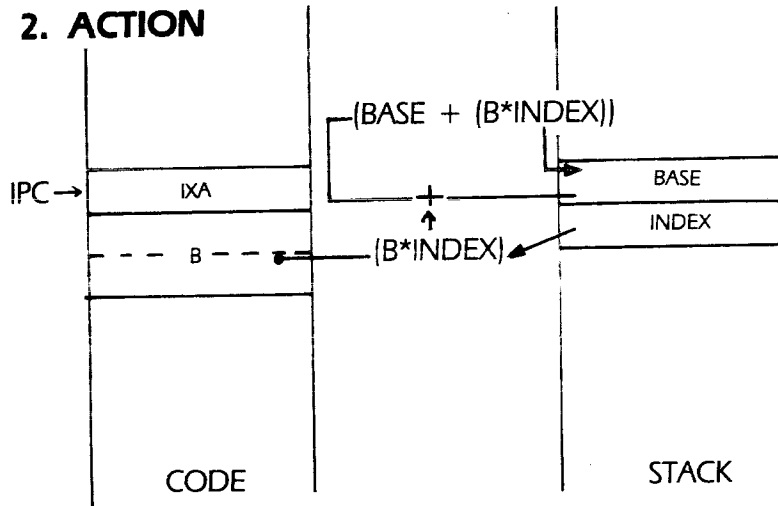 2. ACTION
(BASE + (B*INDEX))
IPC
IXA
BASE
INDEX
B
(B*INDEX)
CODE
STACK